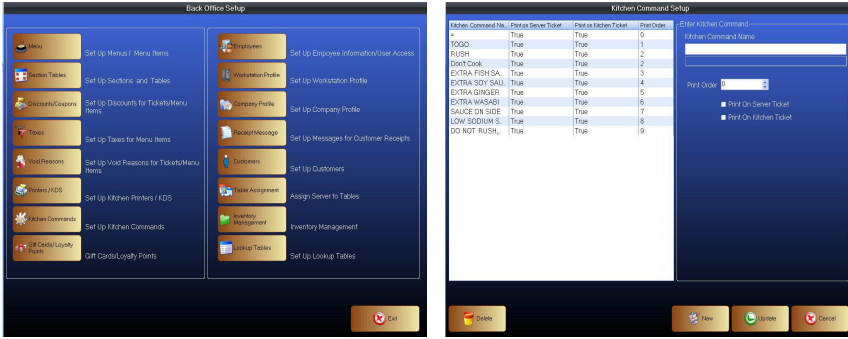 Back Office Setup
Menu
Set Up Menus / Menu Items
Section Tables
Set Up Sections and Tables
Discounts/Coupons
Set Up Discounts for Tickets/Menu
Items
Taxes
Set Up Taxes for Menu Items
Void Reasons
Set Up Void Reasons for Tickets/Menu
Items
Printers / KDS
Set Up Kitchen Printers / KDS
Kitchen Commands
Set Up Kitchen Commands
Gift Cards/ Loyalty
Points
Gift Cards/Loyalty Points
Employees
Set Up Empoyee Information/User Access
Workstation Profile
Set Up Workstation Profile
Company Profile
Set Up Company Profile
Receipt Message
Set Up Messages for Customer Receipts
Customers
Set Up Customers
Table Assignment
Assign Server to Tables
Inventory
Management
Inventory Management
Lookup Tables
Set Up Lookup Tables
Exit
Kitchen Command Setup
Kitchen Command Na.. Print on Server Ticket Print on Kitchen Ticket Print Order
= True True 0
TOGO True True 1
RUSH True True 2
Don't Cook True True 2
EXTRA FISH SA.. True True 3
EXTRA SOY SAU.. True True 4
EXTRA GINGER True True 5
EXTRA WASABI True True 6
SAUCE ON SIDE True True 7
LOW SODIUM S.. True True 8
DO NOT RUSH,.. True True 9
Enter Kitchen Command
Kitchen Command Name
Print Order 0
Print On Server Ticket
Print On Kitchen Ticket
Delete
New
Update
Cancel